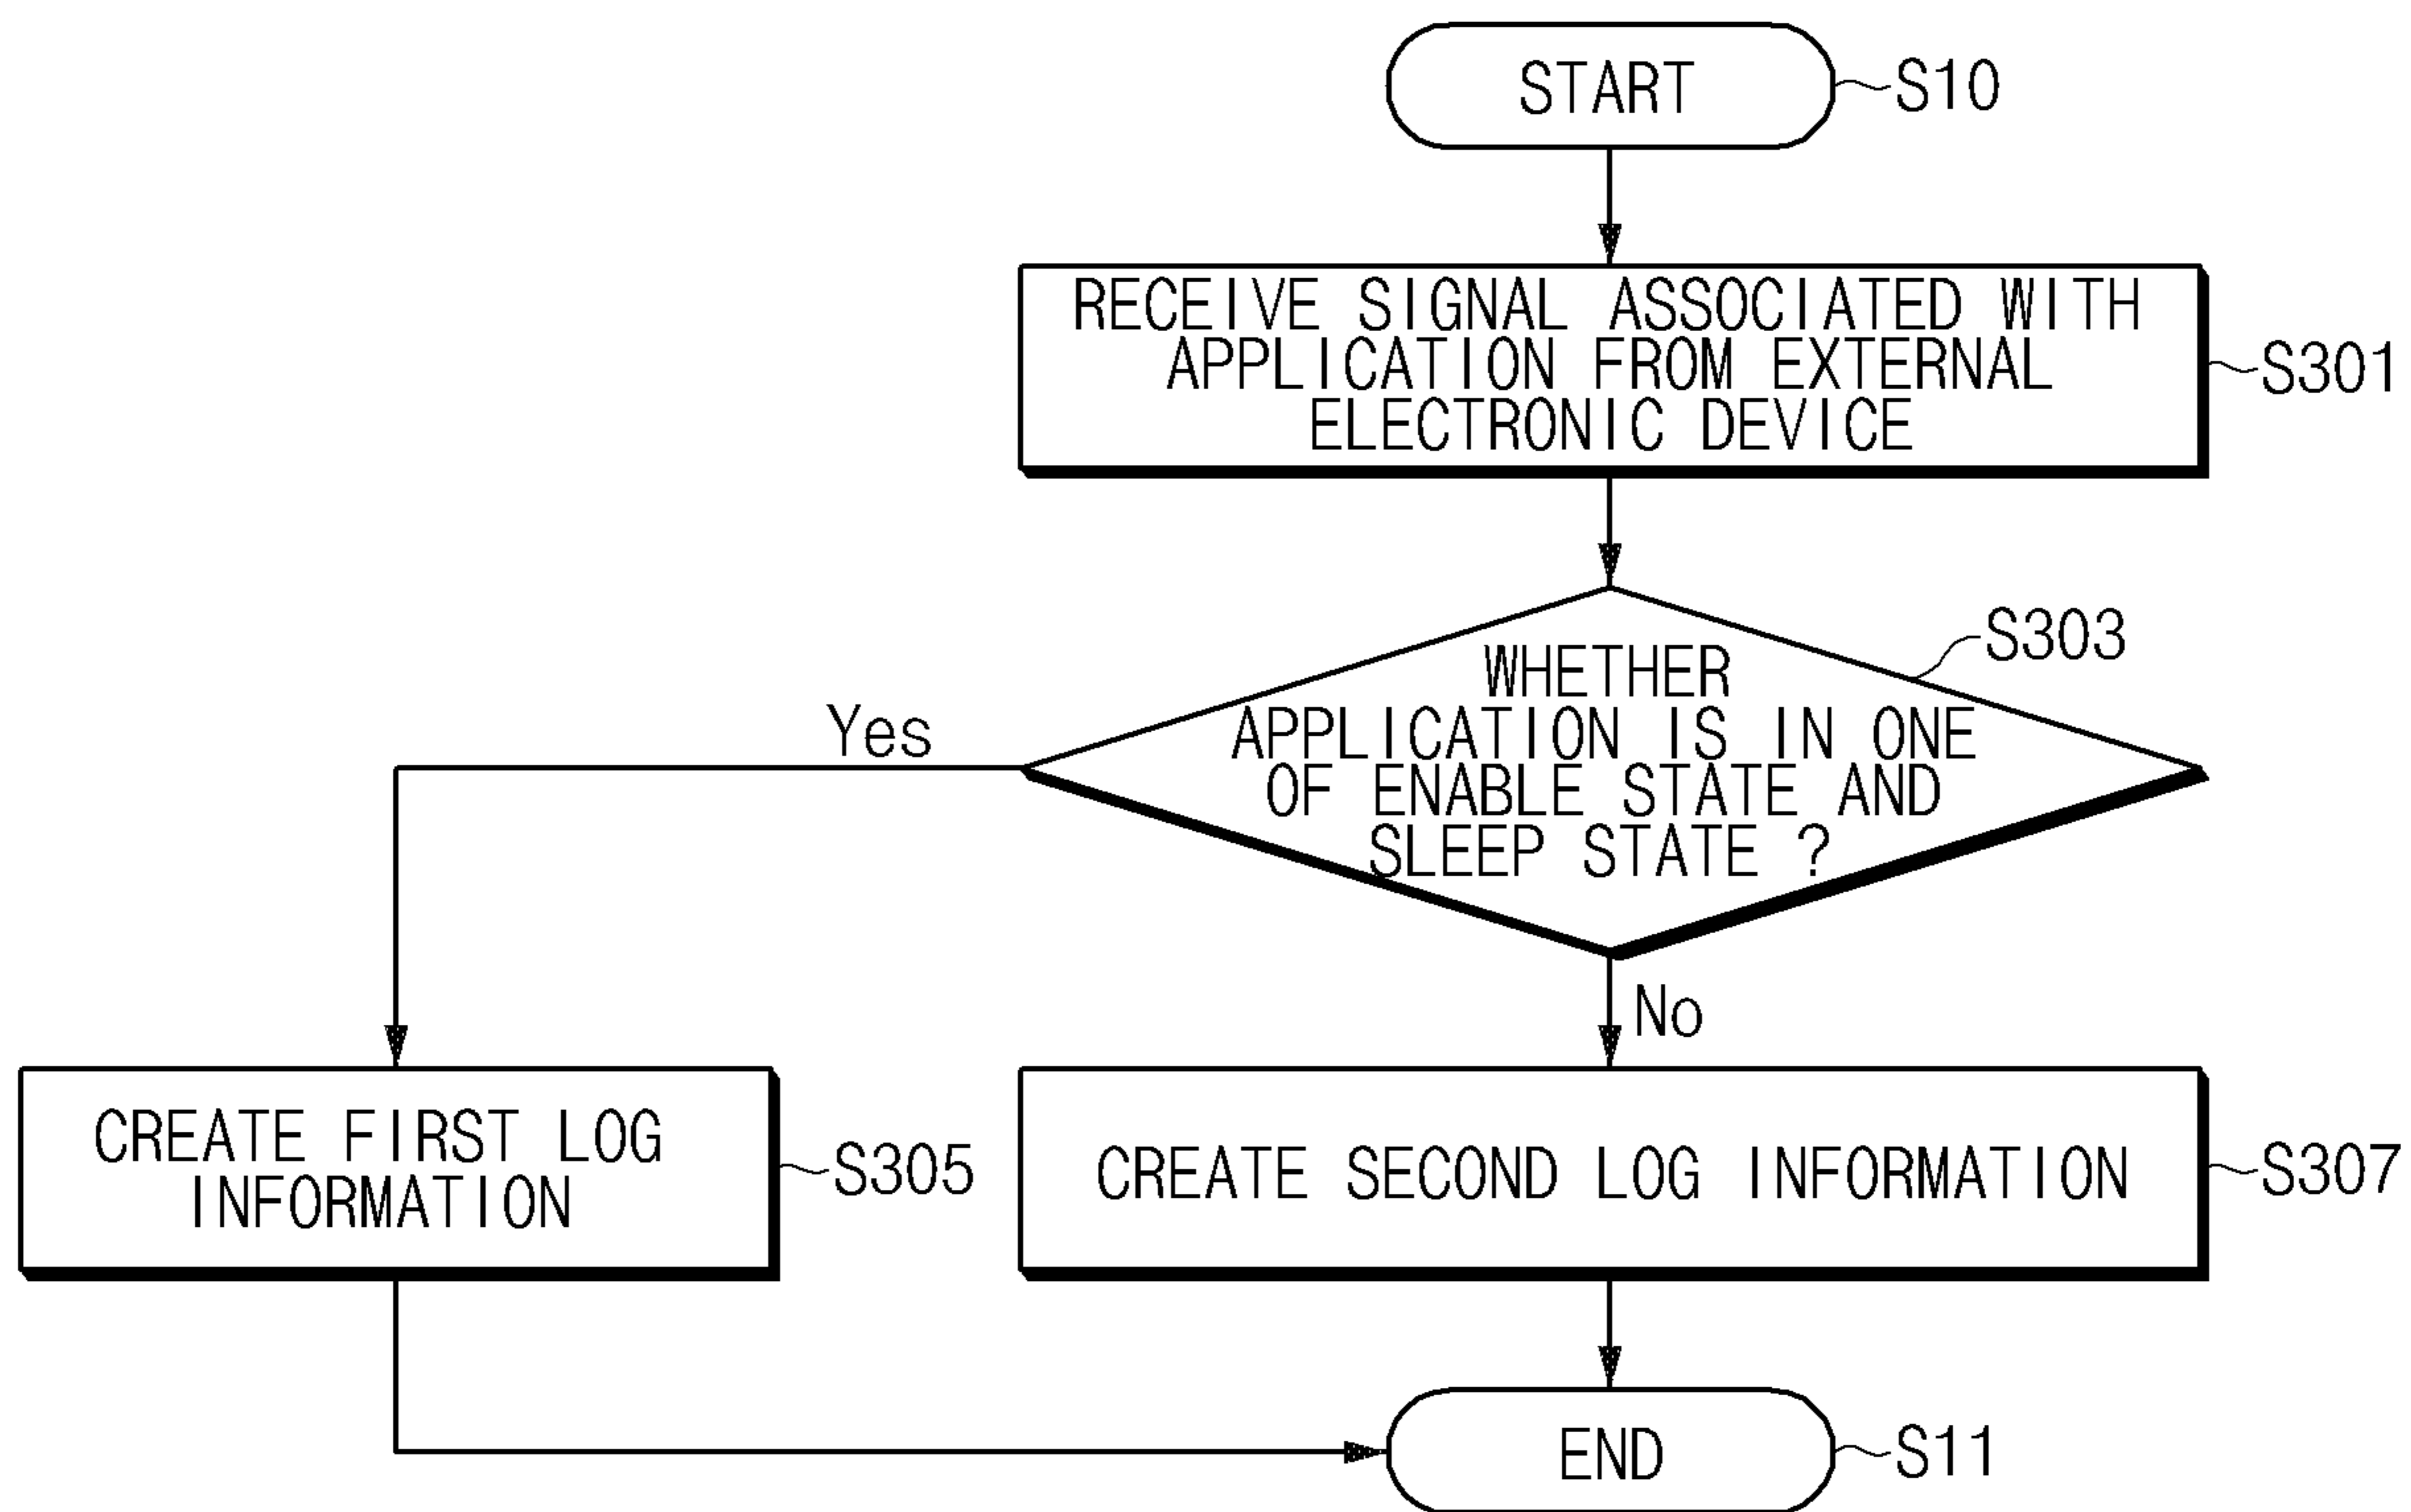 START
S10
RECEIVE SIGNAL ASSOCIATED WITH
APPLICATION FROM EXTERNAL
ELECTRONIC DEVICE
S301
WHETHER
APPLICATION IS IN ONE
OF ENABLE STATE AND
SLEEP STATE ?
S303
Yes
No
CREATE FIRST LOG
INFORMATION
S305
CREATE SECOND LOG INFORMATION
S307
END
S11